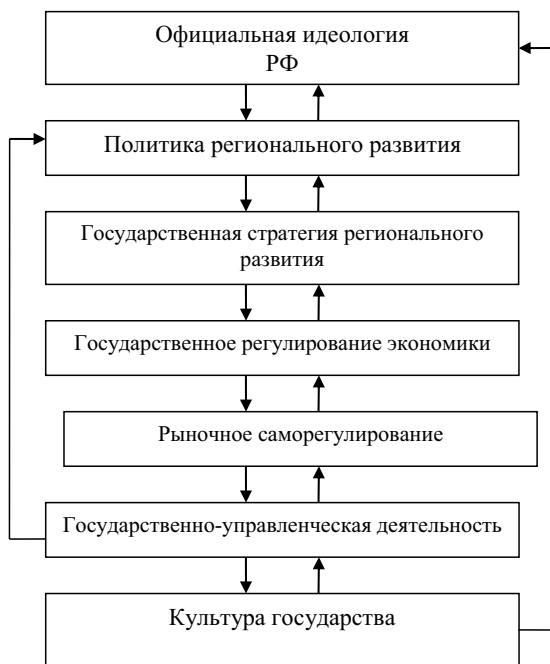 Официальная идеология
РФ
Политика регионального развития
Государственная стратегия регионального
развития
Государственное регулирование экономики
Рыночное саморегулирование
Государственно-управленческая деятельность
Культура государства